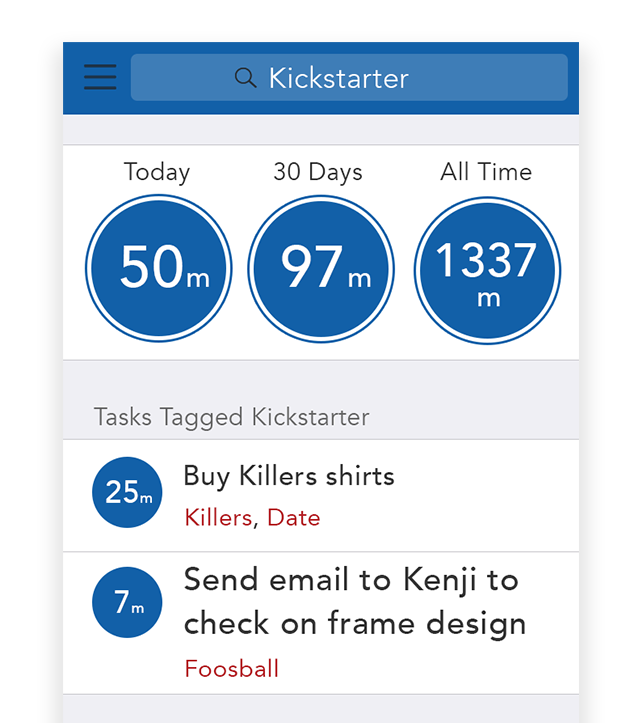 Kickstarter
Today 30 Days All Time
50m 97m 1337
m
Tasks Tagged Kickstarter
25m Buy Killers shirts
Killers, Date
7m Send email to Kenji to
check on frame design
Foosball